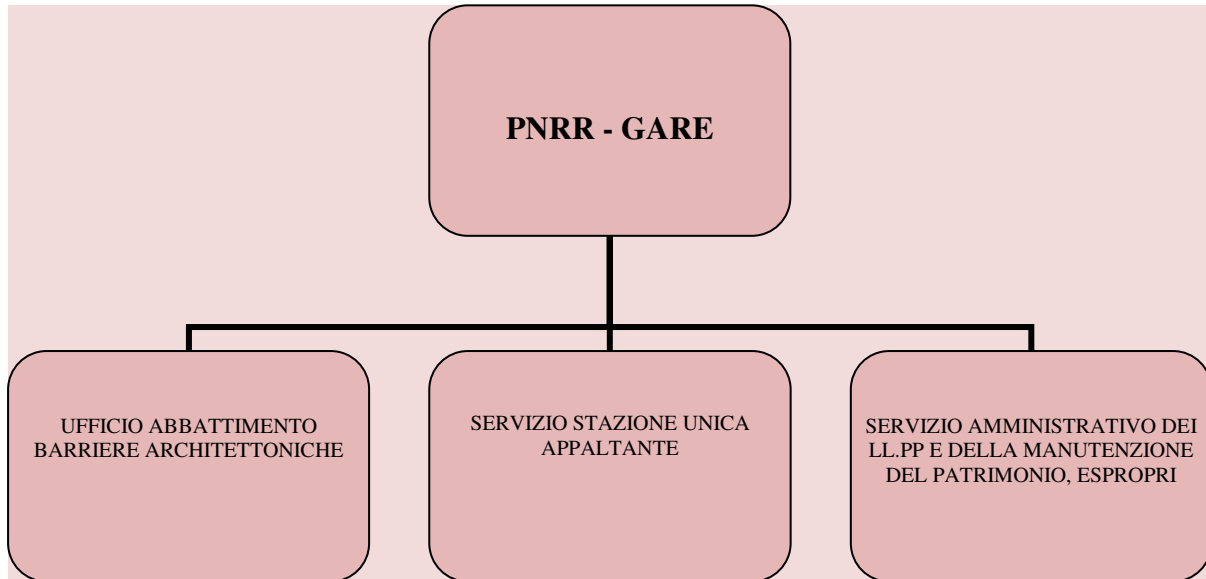 PNRR - GARE
UFFICIO ABBATTIMENTO
BARRIERE ARCHITETTONICHE
SERVIZIO STAZIONE UNICA
APPALTANTE
SERVIZIO AMMINISTRATIVO DEI
LL.PP E DELLA MANUTENZIONE
DEL PATRIMONIO, ESPROPRI